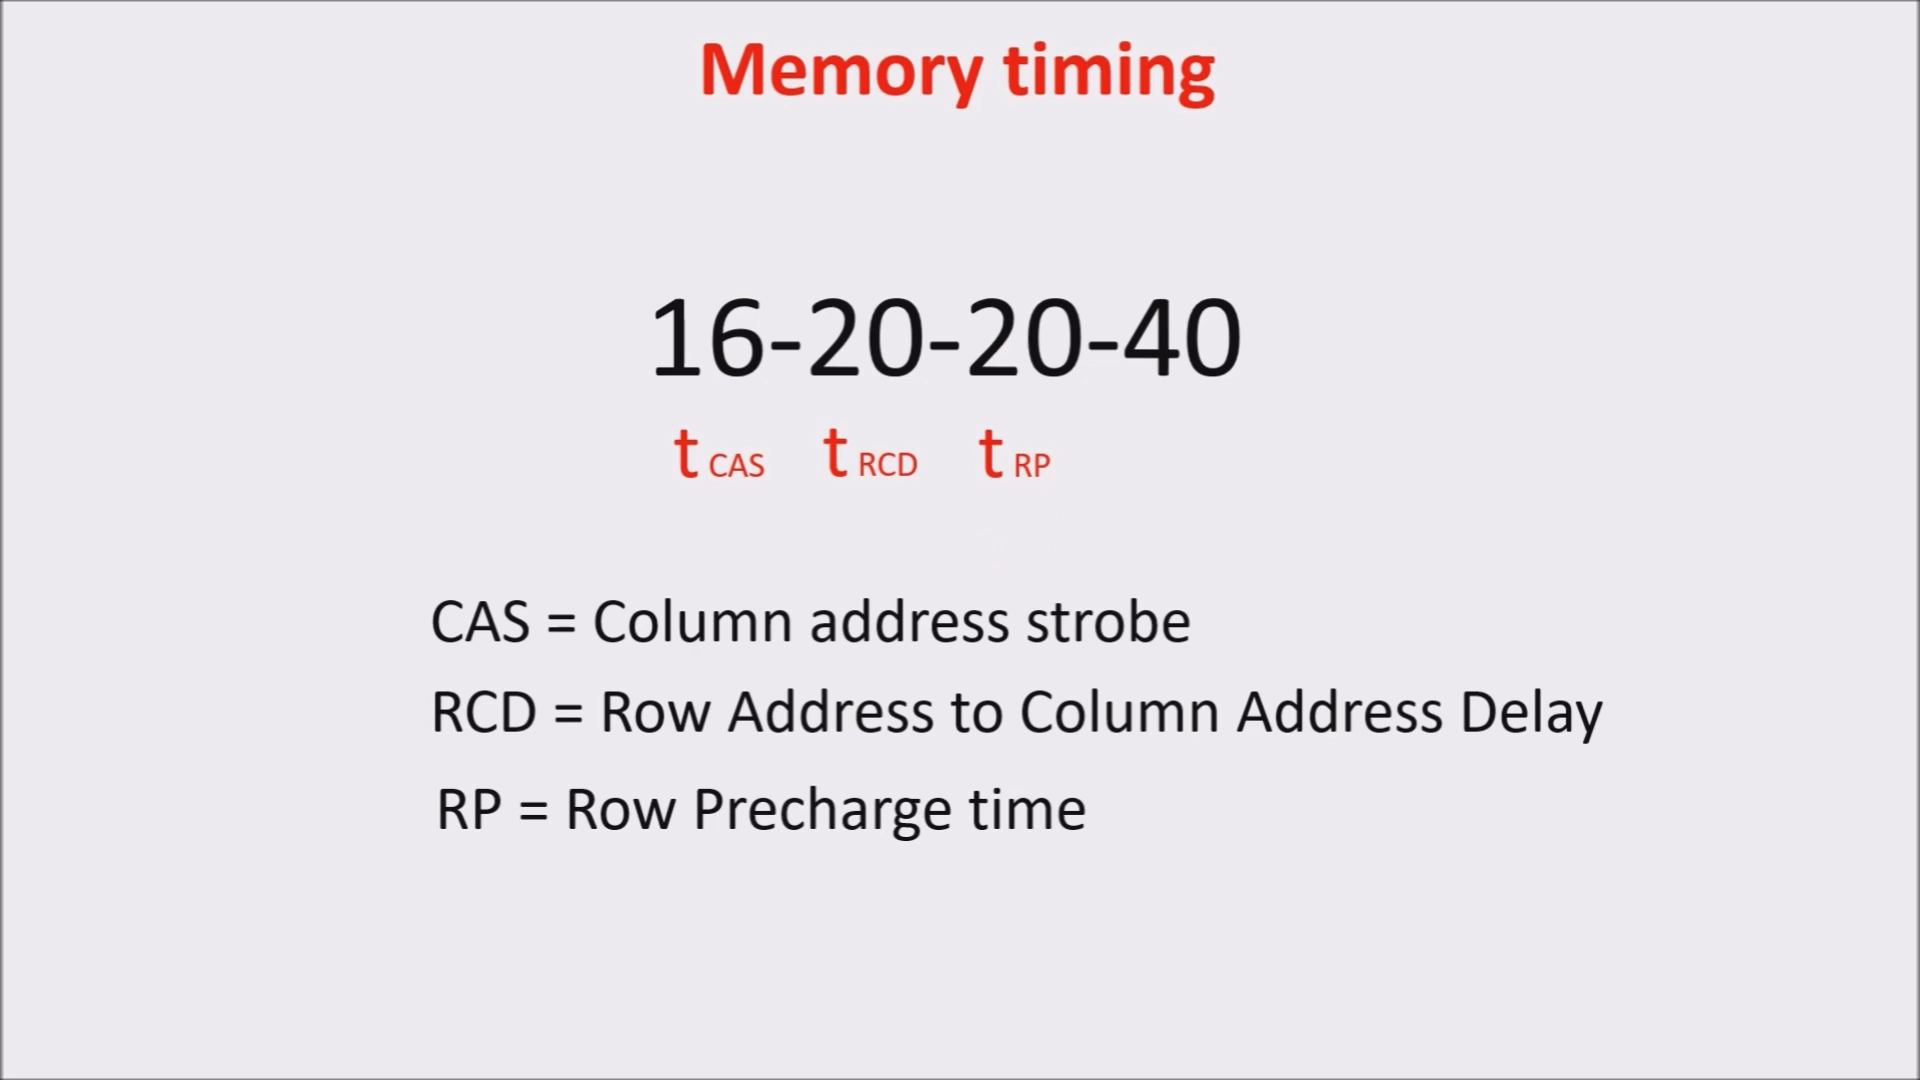 Memory timing
16-20-20-40
t CAS t RCD t RP
CAS = Column address strobe
RCD = Row Address to Column Address Delay
RP = Row Precharge time